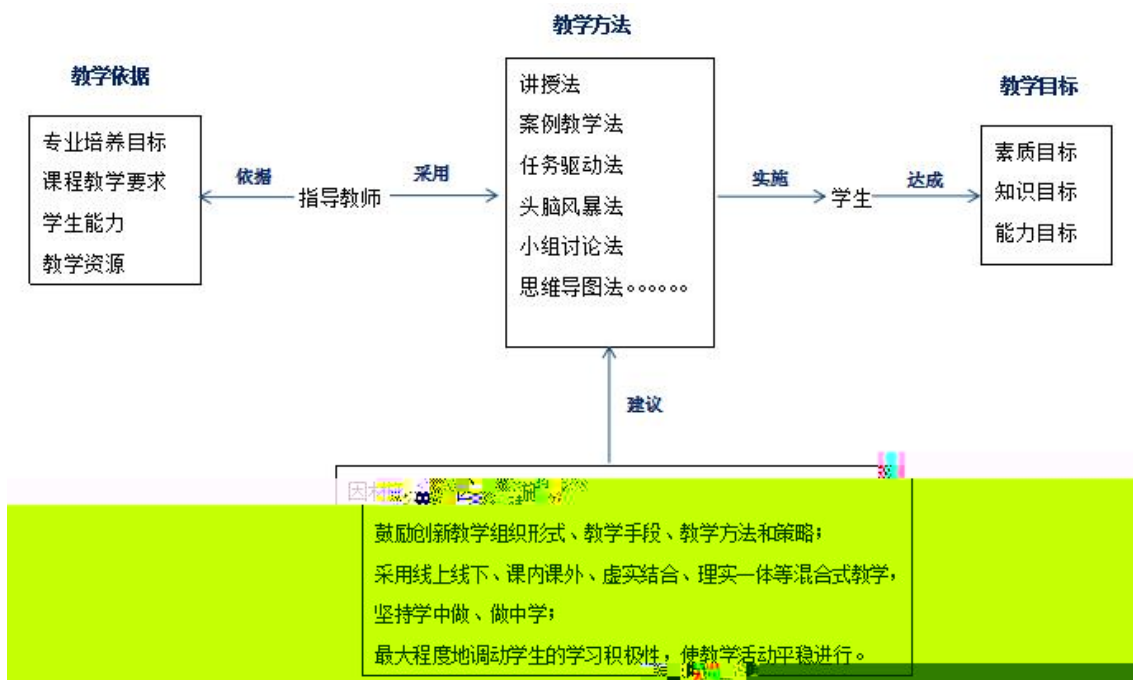 教学方法
教学依据
教学目标
讲授法
案例教学法
任务驱动法
头脑风暴法
小组讨论法
思维导图法。。。。。。
专业培养目标
课程教学要求
学生能力
教学资源
依据
指导教师
采用
实施
学生
达成
素质目标
知识目标
能力目标
建议
因材
施
鼓励创新教学组织形式、教学手段、教学方法和策略；
采用线上线下、课内课外、虚实结合、理实一体等混合式教学，
坚持学中做、做中学；
最大程度地调动学生的学习积极性，使教学活动平稳进行。